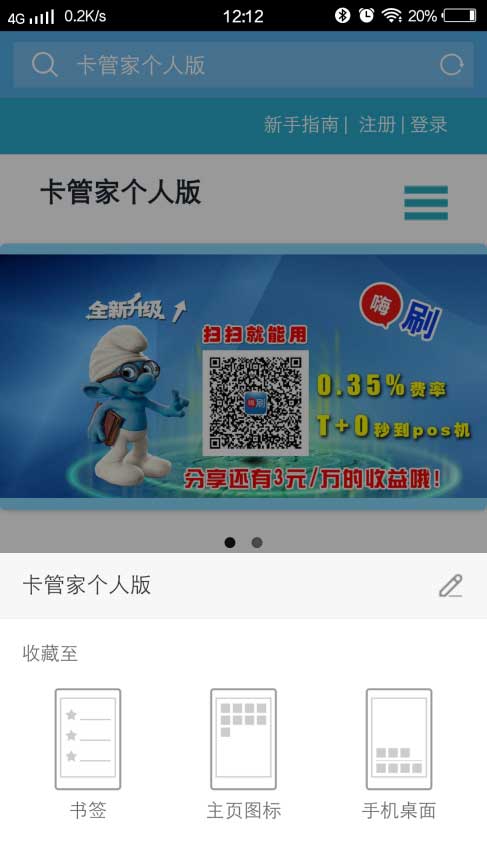 4G 0.2K/s 12:12 20%
卡管家个人版
新手指南 | 注册 | 登录
卡管家个人版
全新升级
嗨刷
扫扫就能用
嗨刷
0.35%费率
T+0秒到pos机
分享还有3元/万的收益哦!
卡管家个人版
收藏至
书签 主页图标 手机桌面